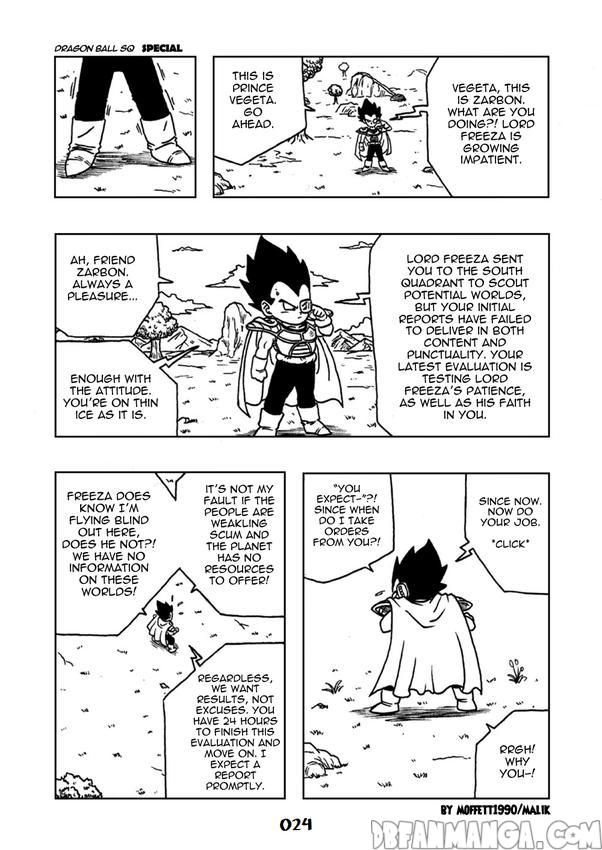 DRAGON BALL SQ SPECIAL
VEGETA, THIS
IS ZARBON.
WHAT ARE YOU
DOING?! LORD
FREEZA IS
GROWING
IMPATIENT.
THIS IS
PRINCE
VEGETA.
GO
AHEAD.
AH, FRIEND
ZARBON.
ALWAYS A
PLEASURE...
LORD FREEZA SENT
YOU TO THE SOUTH
QUADRANT TO SCOUT
POTENTIAL WORLDS,
BUT YOUR INITIAL
REPORTS HAVE FAILED
TO DELIVER IN BOTH
CONTENT AND
PUNCTUALITY. YOUR
LATEST EVALUATION IS
TESTING LORD
FREEZA'S PATIENCE,
AS WELL AS HIS FAITH
IN YOU.
ENOUGH WITH
THE ATTITUDE.
YOU'RE ON THIN
ICE AS IT IS.
IT'S NOT MY
FAULT IF THE
PEOPLE ARE
WEAKLING
SCUM AND THE
PLANET HAS
NO
RESOURCES
TO OFFER!
FREEZA DOES
KNOW I'M
FLYING BLIND
OUT HERE,
DOES HE NOT?!
WE HAVE NO
INFORMATION
ON THESE
WORLDS!
REGARDLESS,
WE WANT
RESULTS, NOT
EXCUSES. YOU
HAVE 24 HOURS
TO FINISH THIS
EVALUATION AND
MOVE ON. I
EXPECT A
REPORT
PROMPTLY.
"YOU
EXPECT-"?!
SINCE WHEN
DO I TAKE
ORDERS
FROM YOU?!
SINCE NOW.
NOW DO
YOUR JOB.
*CLICK*
RRGH!
WHY
YOU-!
BY MOFFETT1990/MALIK
024
DBFANMANGA.COM